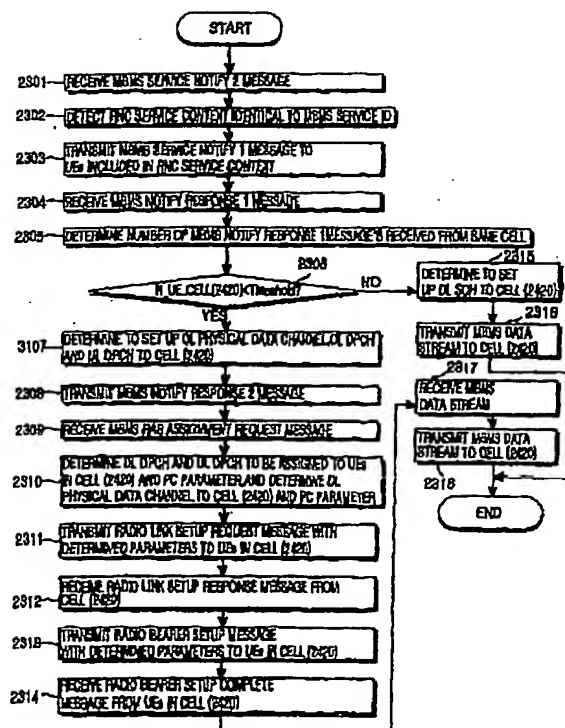 START
2301
RECEIVE MBMS SERVICE NOTIFY 2 MESSAGE
2302
DETECT RNC SERVICE CONTEXT IDENTICAL TO MBMS SERVICE ID
2303
TRANSMIT MBMS SERVICE NOTIFY 1 MESSAGE TO
UEs INCLUDED IN RNC SERVICE CONTEXT
2304
RECEIVE MBMS NOTIFY RESPONSE 1 MESSAGE
2305
DETERMINE NUMBER OF MBMS NOTIFY RESPONSE 1 MESSAGE'S RECEIVED FROM SAME CELL
2306
N_UE_CELL(2420)<Threshold?
NO
YES
2315
DETERMINE TO SET
UP DL SCH TO CELL (2420)
2316
TRANSMIT MBMS DATA
STREAM TO CELL (2420)
3107
DETERMINE TO SET UP DL PHYSICAL DATA CHANNEL, DL DPCH
AND UL DPCH TO CELL (2420)
2308
TRANSMIT MBMS NOTIFY RESPONSE 2 MESSAGE
2309
RECEIVE MBMS RAB ASSIGNMENT REQUEST MESSAGE
2310
DETERMINE DL DPCH AND UL DPCH TO BE ASSIGNED TO UEs
IN CELL (2420) AND PC PARAMETER, AND DETERMINE DL
PHYSICAL DATA CHANNEL TO CELL (2420) AND PC PARAMETER
2311
TRANSMIT RADIO LINK SETUP REQUEST MESSAGE WITH
DETERMINED PARAMETERS TO UEs IN CELL (2420)
2312
RECEIVE RADIO LINK SETUP RESPONSE MESSAGE FROM
CELL (2420)
2313
TRANSMIT RADIO BEARER SETUP MESSAGE
WITH DETERMINED PARAMETERS TO UEs IN CELL (2420)
2314
RECEIVE RADIO BEARER SETUP COMPLETE
MESSAGE FROM UEs IN CELL (2420)
2317
RECEIVE MBMS
DATA STREAM
TRANSMIT MBMS DATA
STREAM TO CELL (2420)
2318
END